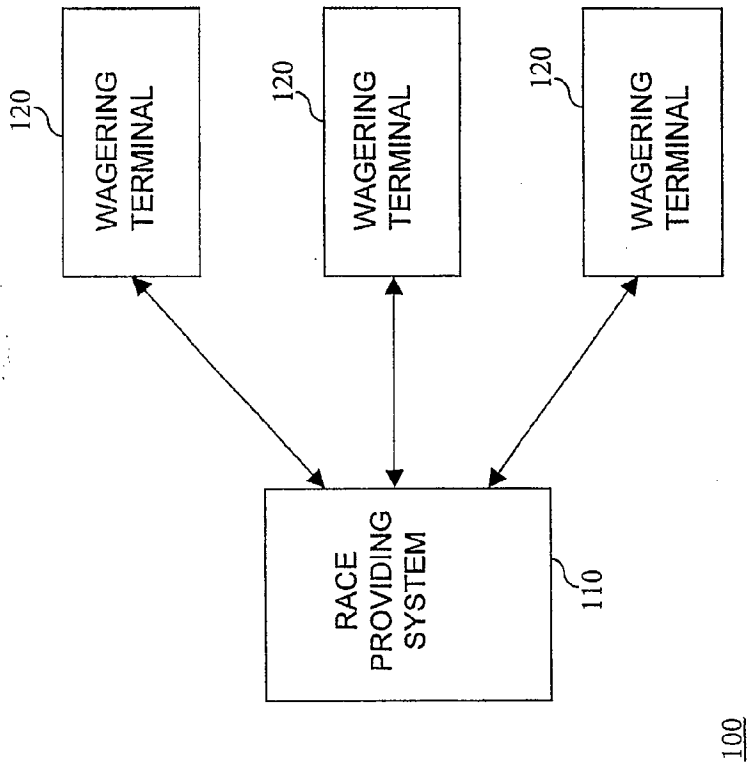 120
WAGERING
TERMINAL
120
WAGERING
TERMINAL
120
WAGERING
TERMINAL
RACE
PROVIDING
SYSTEM
110
100